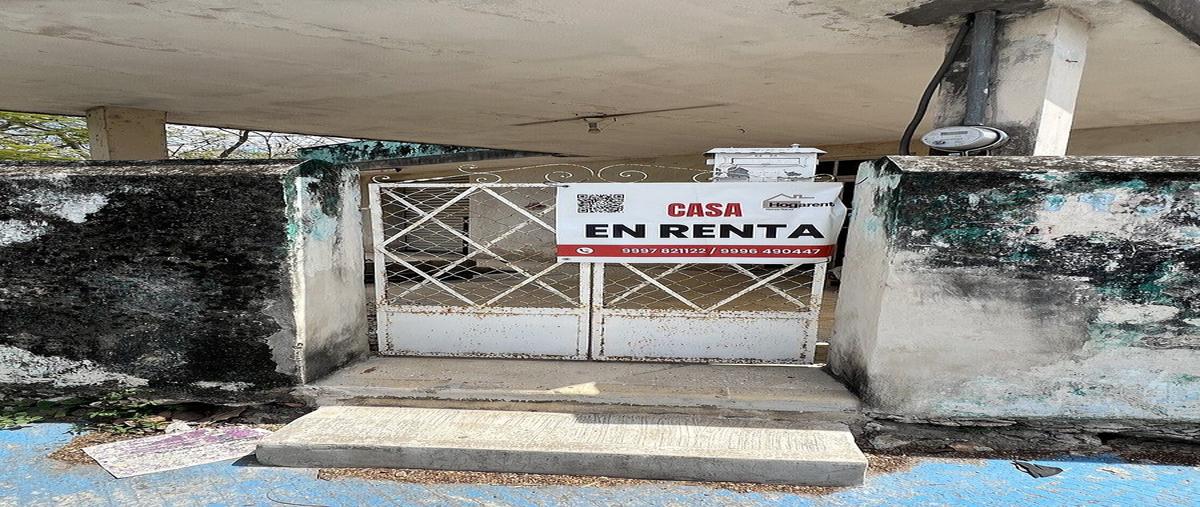 Hogarent
CASA
EN RENTA
9997 821122 / 9996 490447